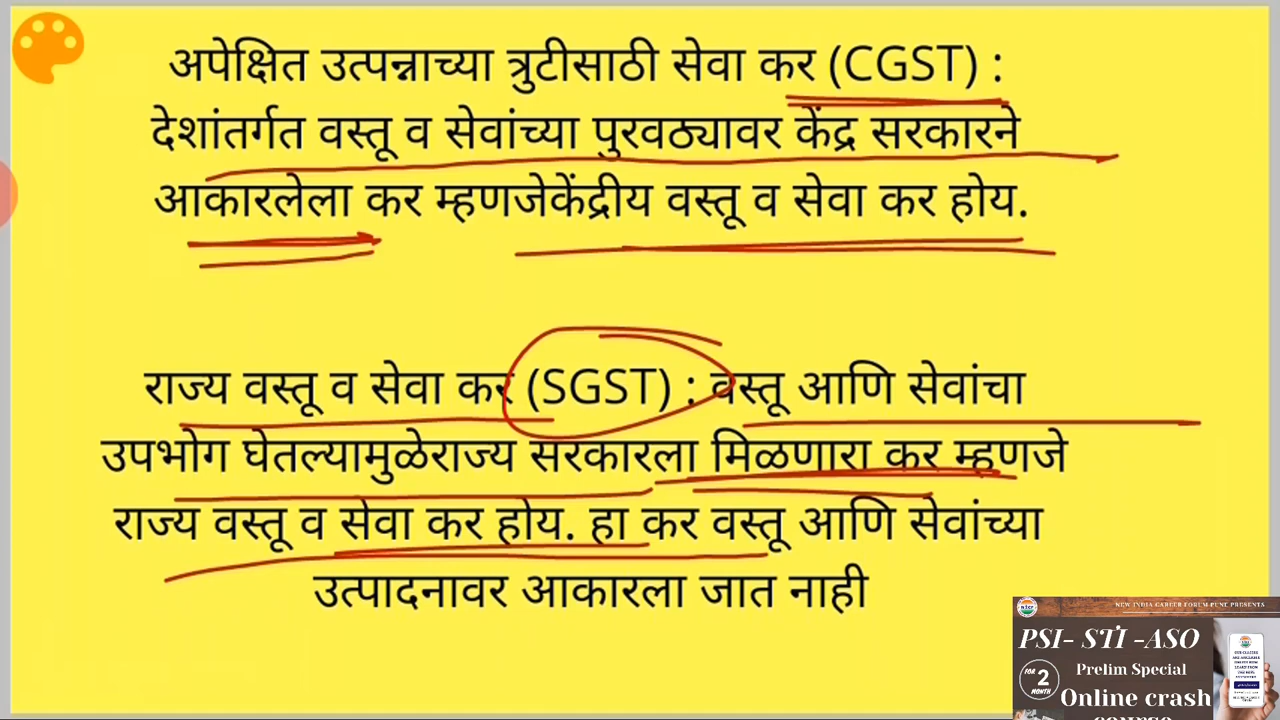 अपेक्षित उत्पन्नाच्या त्रुटीसाठी सेवा कर (CGST) :
देशांतर्गत वस्तू व सेवांच्या पुरवठ्यावर केंद्र सरकारने
आकारलेला कर म्हणजेकेंद्रीय वस्तू व सेवा कर होय.
राज्य वस्तू व सेवा कर (SGST) : वस्तू आणि सेवांचा
उपभोग घेतल्यामुळेराज्य सरकारला मिळणारा कर म्हणजे
राज्य वस्तू व सेवा कर होय. हा कर वस्तू आणि सेवांच्या
उत्पादनावर आकारला जात नाही
NEW INDIA CAREER FORUM PUNE PRESENTS
PSI- STI -ASO
Prelim Special
FOR 2 MONTH
Online crash
course